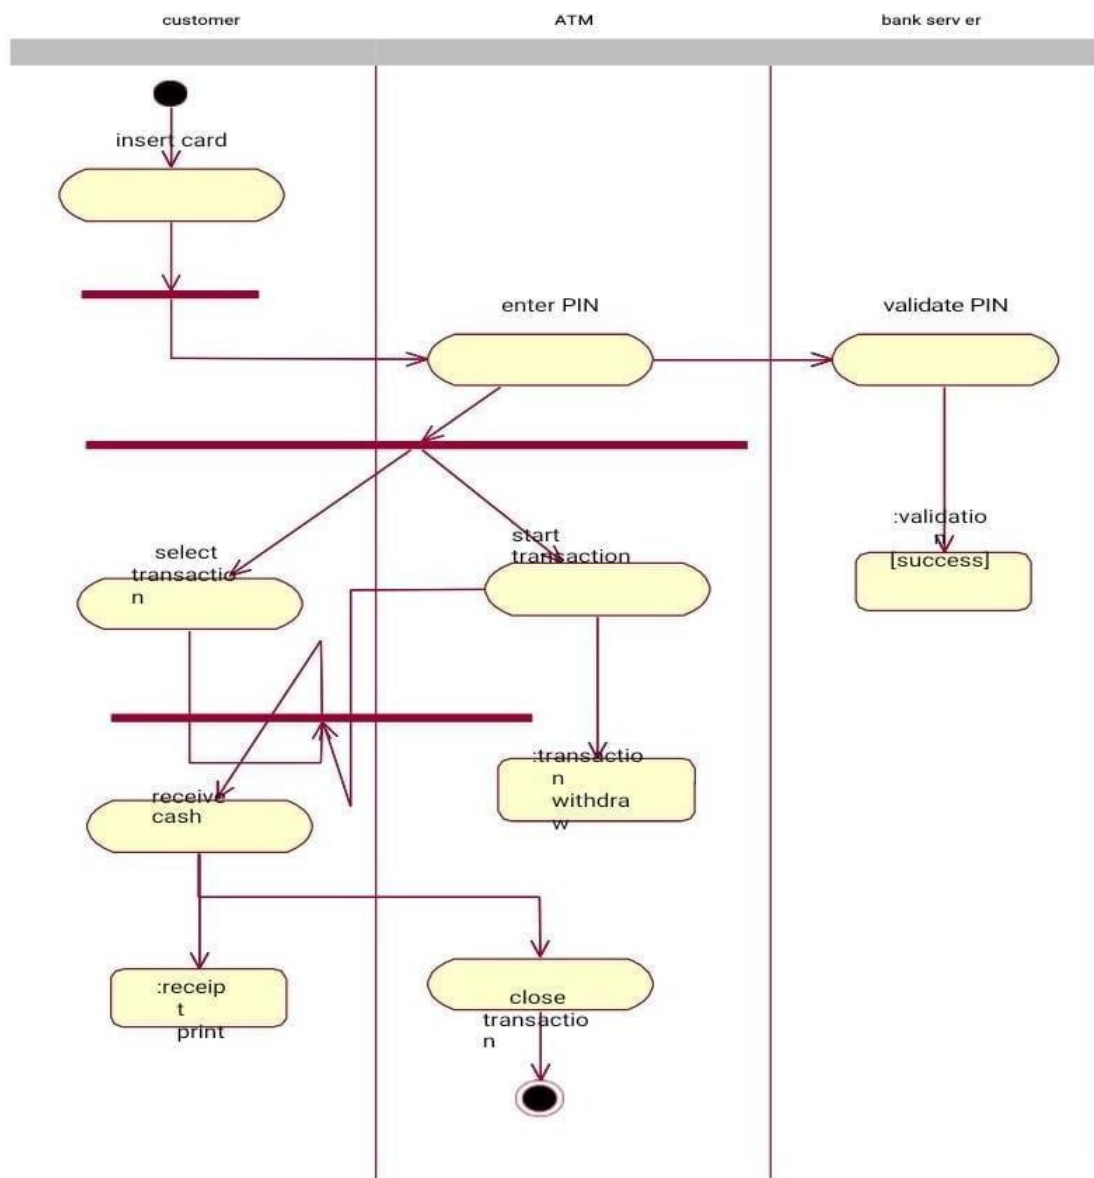 customer
ATM
bank serv er
insert card
enter PIN
validate PIN
:validatio
n
[success]
select
transactio
n
start
transaction
:transactio
n
withdra
w
receive
cash
:receip
t
print
close
transactio
n